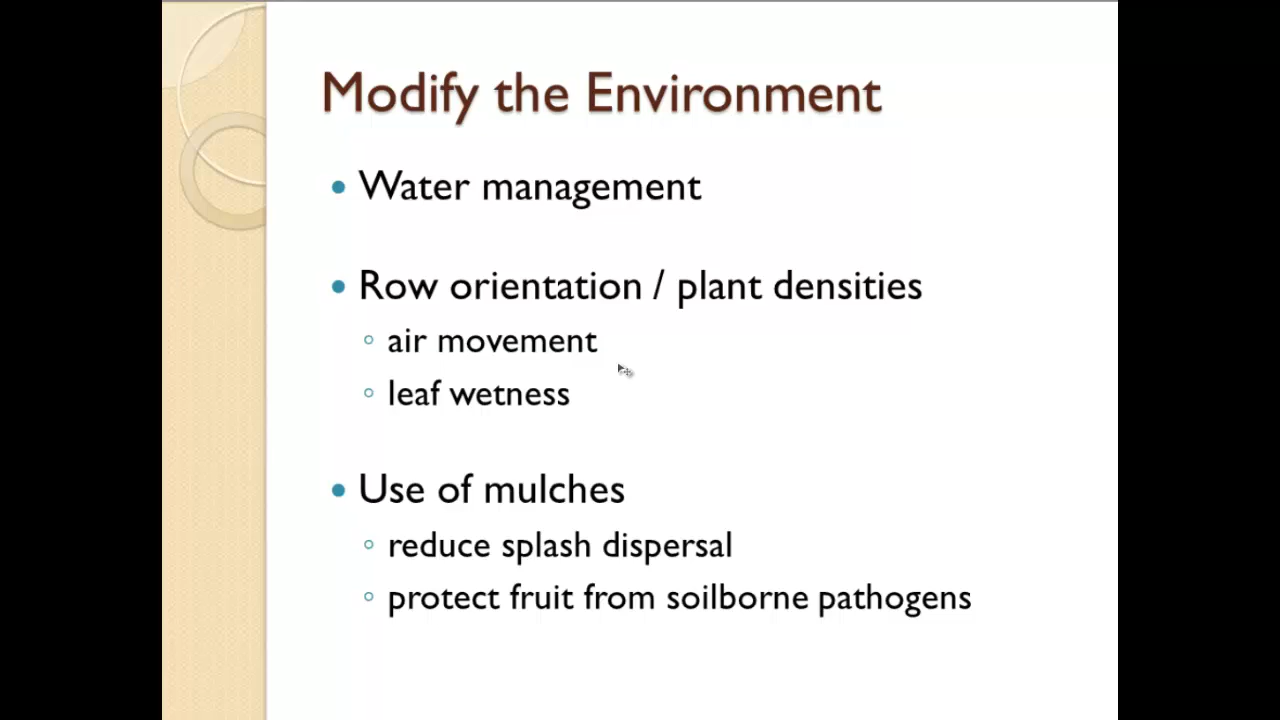 Modify the Environment
• Water management
• Row orientation / plant densities
◦ air movement
◦ leaf wetness
• Use of mulches
◦ reduce splash dispersal
◦ protect fruit from soilborne pathogens